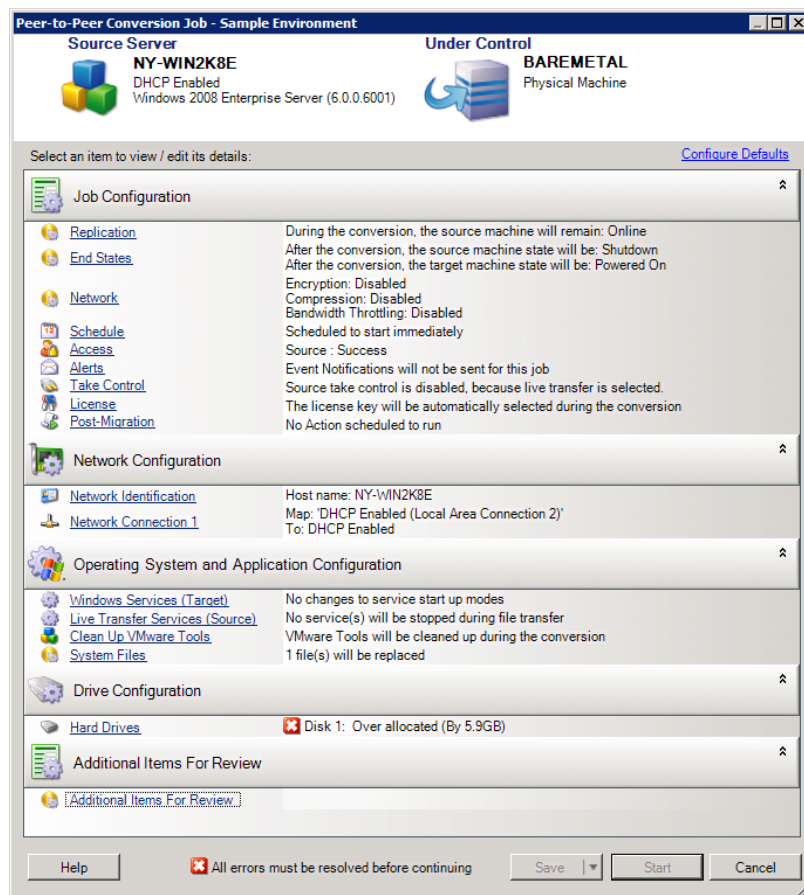 Peer-to-Peer Conversion Job - Sample Environment
Source Server
NY-WIN2K8E
DHCP Enabled
Windows 2008 Enterprise Server (6.0.0.6001)
Under Control
BAREMETAL
Physical Machine
Select an item to view / edit its details:
Configure Defaults
Job Configuration
Replication During the conversion, the source machine will remain: Online
End States After the conversion, the source machine state will be: Shutdown
After the conversion, the target machine state will be: Powered On
Network Encryption: Disabled
Compression: Disabled
Bandwidth Throttling: Disabled
12
Schedule Scheduled to start immediately
Access Source : Success
Alerts Event Notifications will not be sent for this job
Take Control Source take control is disabled, because live transfer is selected.
License The license key will be automatically selected during the conversion
Post-Migration No Action scheduled to run
Network Configuration
Network Identification Host name: NY-WIN2K8E
Network Connection 1 Map: 'DHCP Enabled (Local Area Connection 2)'
To: DHCP Enabled
Operating System and Application Configuration
Windows Services (Target) No changes to service start up modes
Live Transfer Services (Source) No service(s) will be stopped during file transfer
Clean Up VMware Tools VMware Tools will be cleaned up during the conversion
System Files 1 file(s) will be replaced
Drive Configuration
Hard Drives Disk 1: Over allocated (By 5.9GB)
Additional Items For Review
Additional Items For Review
Help All errors must be resolved before continuing Save Start Cancel